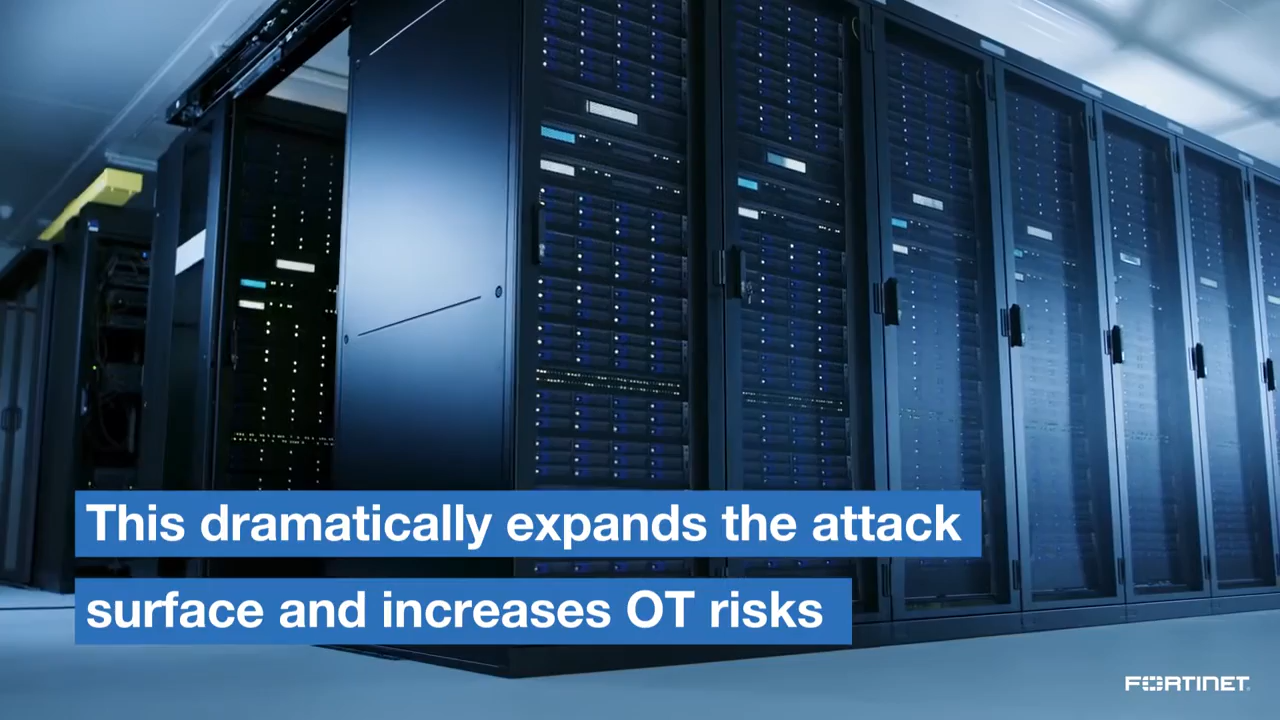 This dramatically expands the attack
surface and increases OT risks
FORTINET